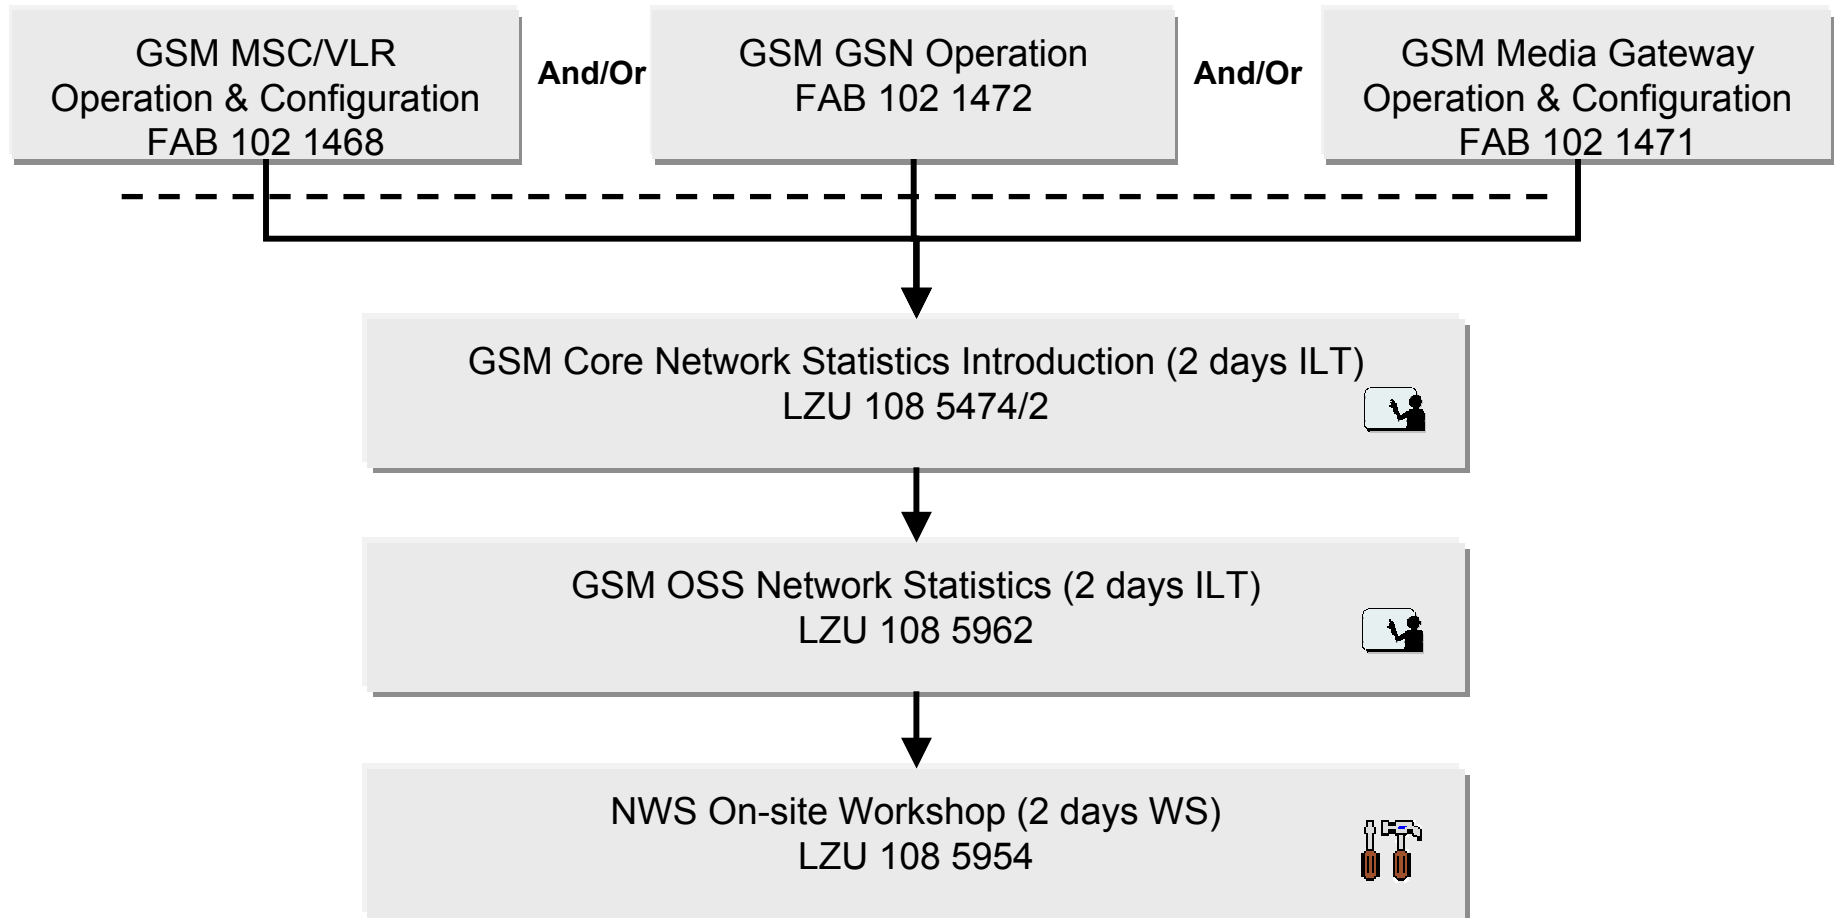 GSM MSC/VLR
Operation & Configuration
FAB 102 1468
And/Or
GSM GSN Operation
FAB 102 1472
And/Or
GSM Media Gateway
Operation & Configuration
FAB 102 1471
GSM Core Network Statistics Introduction (2 days ILT)
LZU 108 5474/2
GSM OSS Network Statistics (2 days ILT)
LZU 108 5962
NWS On-site Workshop (2 days WS)
LZU 108 5954